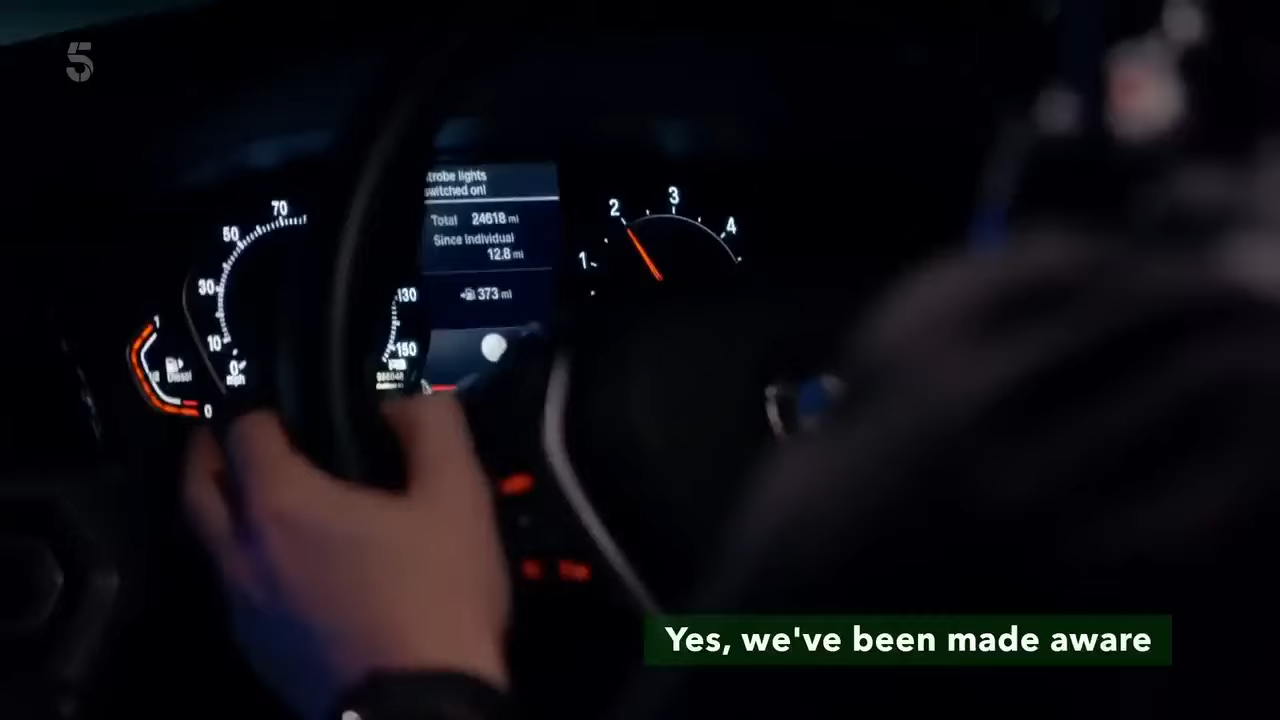 5
trobe lights
switched on!
Total 24618 mi
Since Individual
12.8 mi
373 mi
70
50
30
10
0
mph
130
150
Diesel
0
1
2
3
4
Yes, we've been made aware